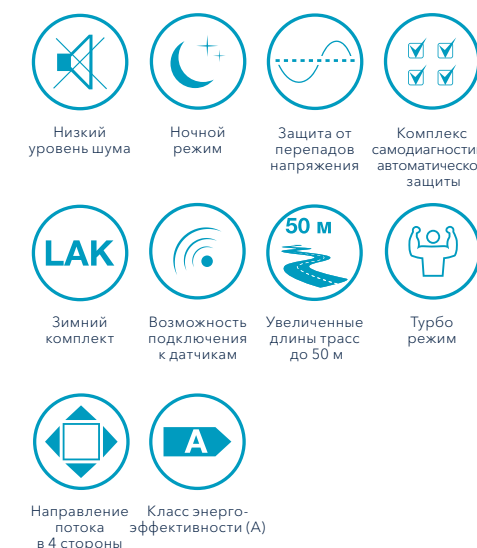 Низкий
уровень шума
Ночной
режим
Защита от
перепадов
напряжения
Комплекс
самодиагности
автоматическо
защиты
LAK
Зимний
комплект
Возможность
подключения
к датчикам
50 м
Увеличенные
длины трасс
до 50 м
Турбо
режим
Направление
потока
в 4 стороны
A
Класс энерго-
эффективности (А)